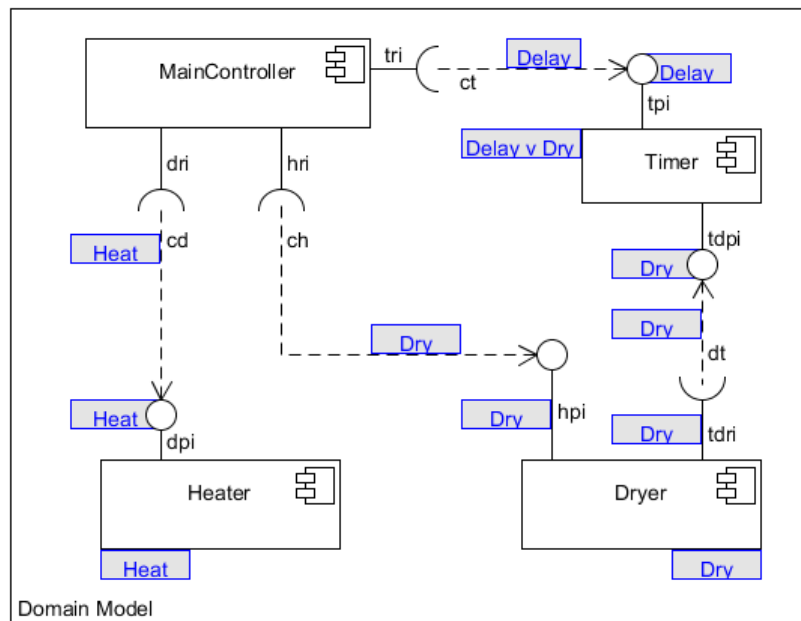 MainController
tri
ct
Delay
Delay
tpi
Delay v Dry
Timer
dri
hri
cd
ch
Heat
tdpi
Dry
Dry
dt
Dry
Heat
dpi
hpi
Dry
Dry
tdri
Heater
Dryer
Heat
Dry
Domain Model